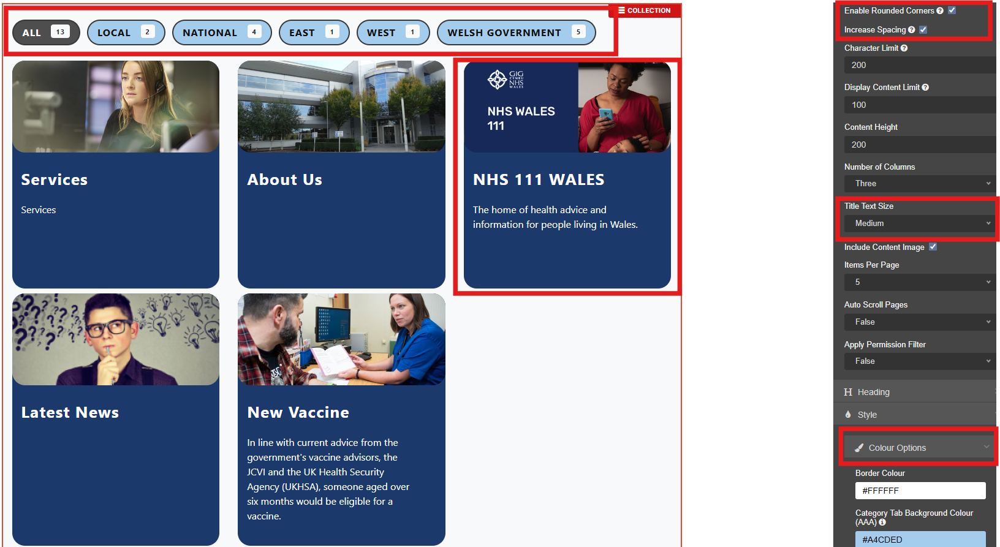 COLLECTION
ALL 13
LOCAL 2
NATIONAL 4
EAST 1
WEST 1
WELSH GOVERNMENT 5
GIG
CYMRU
NHS
WALES
NHS WALES
111
Services
Services
About Us
NHS 111 WALES
The home of health advice and
information for people living in Wales.
Latest News
New Vaccine
In line with current advice from the
government's vaccine advisors, the
JCVI and the UK Health Security
Agency (UKHSA), someone aged over
six months would be eligible for a
vaccine.
Enable Rounded Corners
Increase Spacing
Character Limit
200
Display Content Limit
100
Content Height
200
Number of Columns
Three
Title Text Size
Medium
Include Content Image
Items Per Page
5
Auto Scroll Pages
False
Apply Permission Filter
False
H Heading
Style
Colour Options
Border Colour
#FFFFFF
Category Tab Background Colour
(AAA)
#A4CDED